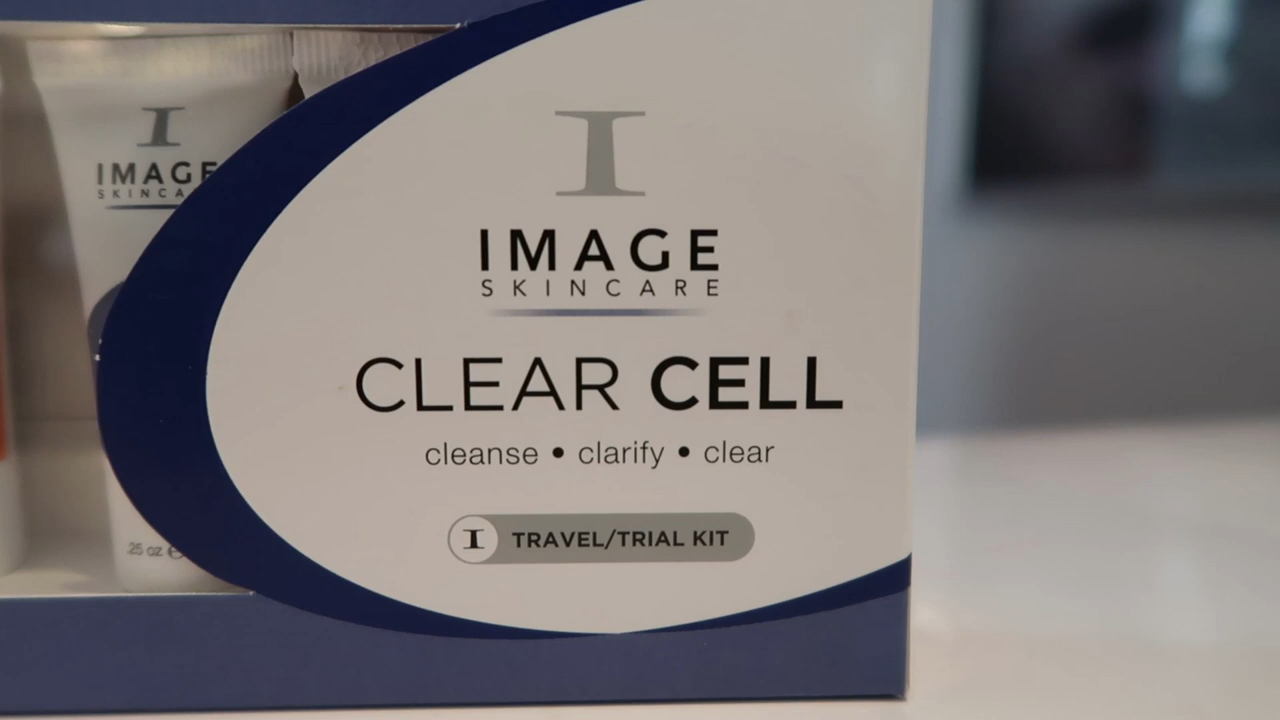 I
IMAGE
SKINCA
.25 oz
I
IMAGE
SKINCARE
CLEAR CELL
cleanse • clarify • clear
I TRAVEL/TRIAL KIT